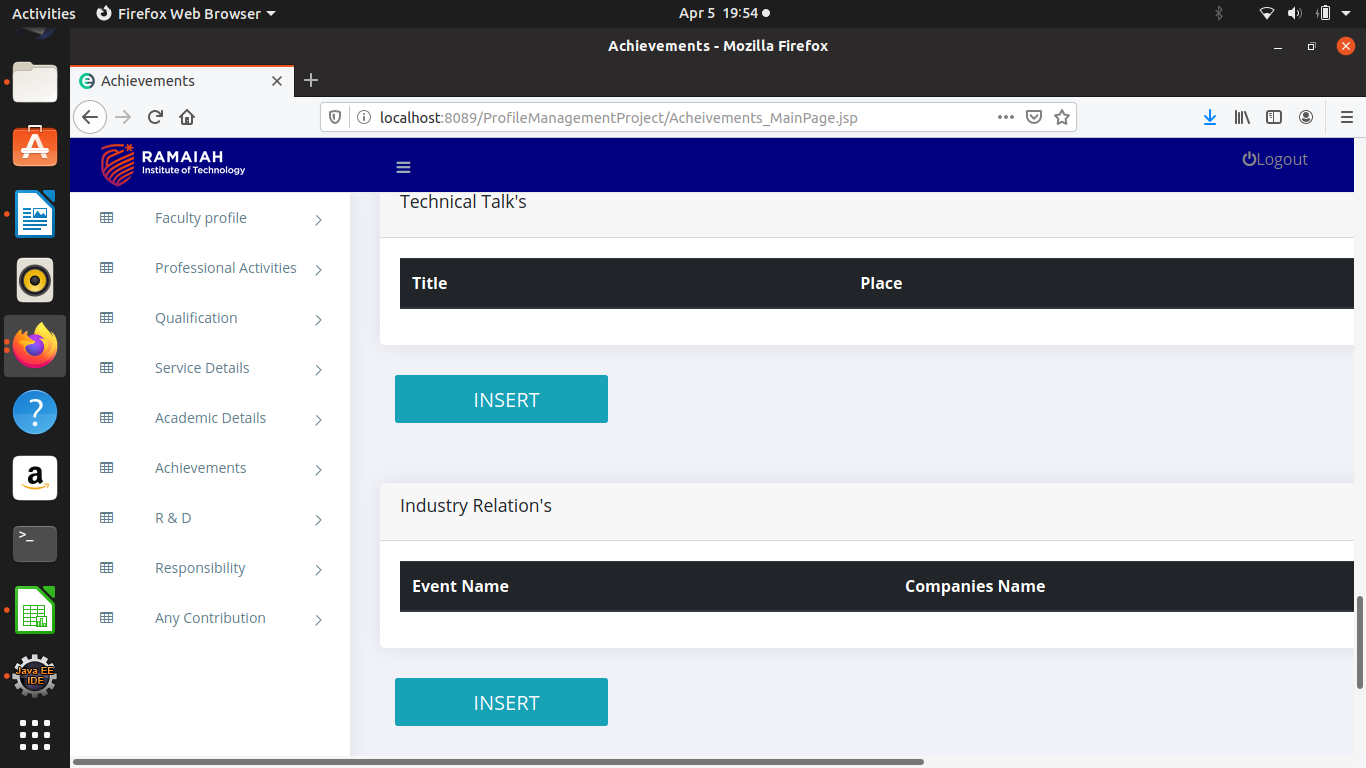 Activities
Firefox Web Browser
Apr 5 19:54
Achievements - Mozilla Firefox
Achievements
localhost:8089/ProfileManagementProject/Acheivements_MainPage.jsp
RAMAIAH
Institute of Technology
Logout
Faculty profile
Professional Activities
Qualification
Service Details
Academic Details
Achievements
R & D
Responsibility
Any Contribution
Technical Talk's
Title Place
INSERT
Industry Relation's
Event Name Companies Name
INSERT
?
a
>_
Java EE
IDE